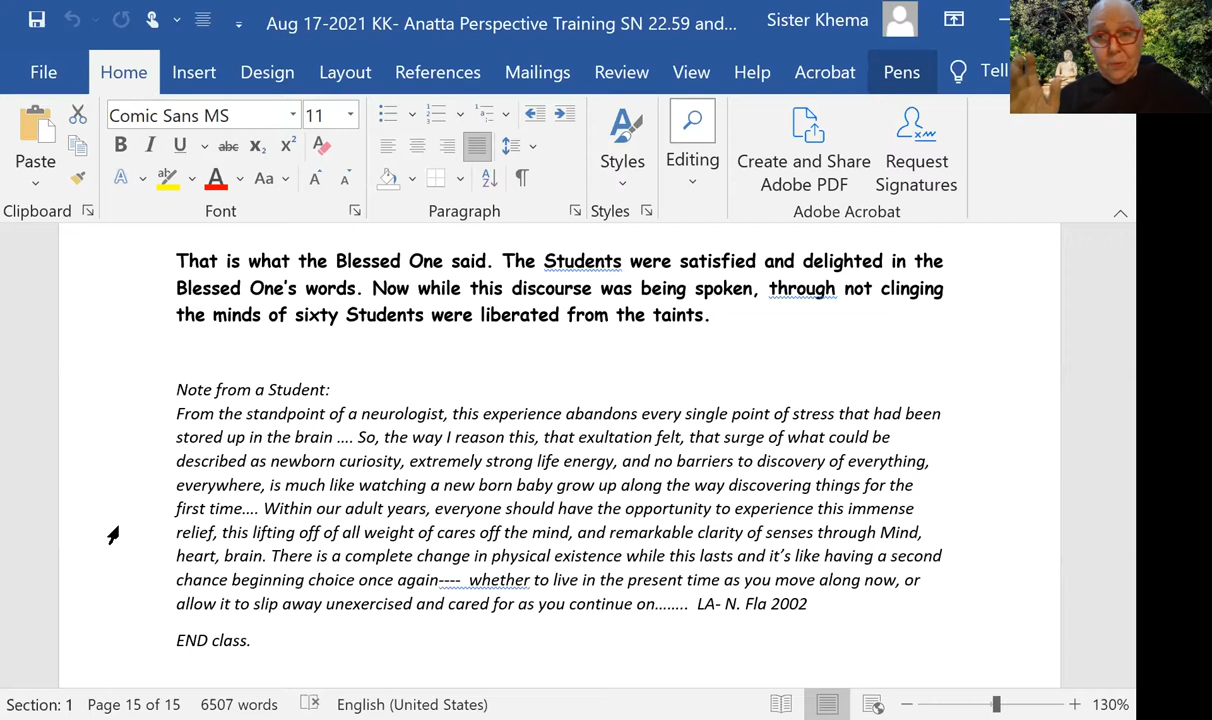 Aug 17-2021 KK- Anatta Perspective Training SN 22.59 and...
Sister Khema
File
Home
Insert
Design
Layout
References
Mailings
Review
View
Help
Acrobat
Pens
Tell
Comic Sans MS
11
Paste
Styles
Editing
Create and Share
Adobe PDF
Request
Signatures
Clipboard
Font
Paragraph
Styles
Adobe Acrobat
That is what the Blessed One said. The Students were satisfied and delighted in the
Blessed One's words. Now while this discourse was being spoken, through not clinging
the minds of sixty Students were liberated from the taints.
Note from a Student:
From the standpoint of a neurologist, this experience abandons every single point of stress that had been
stored up in the brain .... So, the way I reason this, that exultation felt, that surge of what could be
described as newborn curiosity, extremely strong life energy, and no barriers to discovery of everything,
everywhere, is much like watching a new born baby grow up along the way discovering things for the
first time.... Within our adult years, everyone should have the opportunity to experience this immense
relief, this lifting off of all weight of cares off the mind, and remarkable clarity of senses through Mind,
heart, brain. There is a complete change in physical existence while this lasts and it's like having a second
chance beginning choice once again---- whether to live in the present time as you move along now, or
allow it to slip away unexercised and cared for as you continue on........ LA- N. Fla 2002
END class.
Section: 1
Page 15 of 15
6507 words
English (United States)
130%